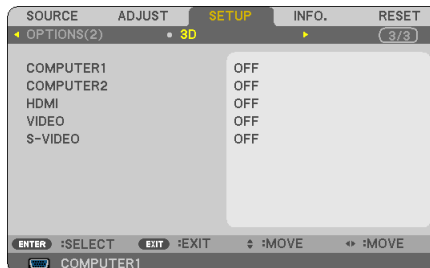 SOURCE ADJUST SETUP INFO. RESET
OPTIONS(2) 3D 3/3
COMPUTER1 OFF
COMPUTER2 OFF
HDMI OFF
VIDEO OFF
S-VIDEO OFF
ENTER :SELECT EXIT :EXIT :MOVE :MOVE
COMPUTER1